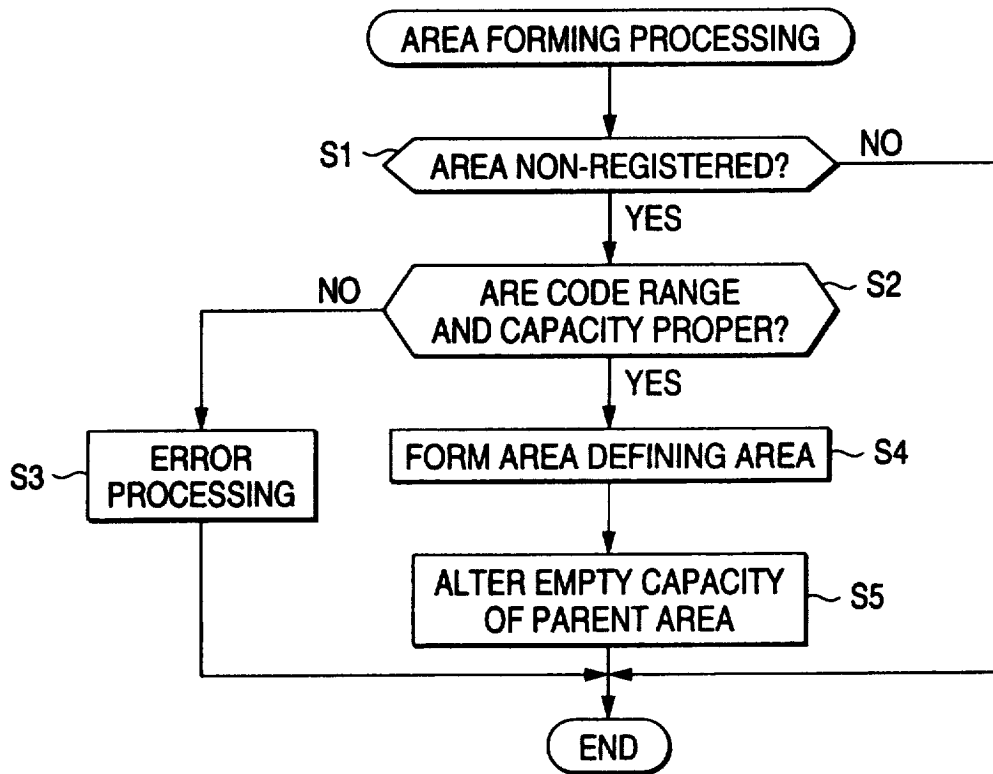 AREA FORMING PROCESSING
S1
AREA NON-REGISTERED?
NO
YES
NO
ARE CODE RANGE
AND CAPACITY PROPER?
S2
YES
S3
ERROR
PROCESSING
FORM AREA DEFINING AREA
S4
ALTER EMPTY CAPACITY
OF PARENT AREA
S5
END